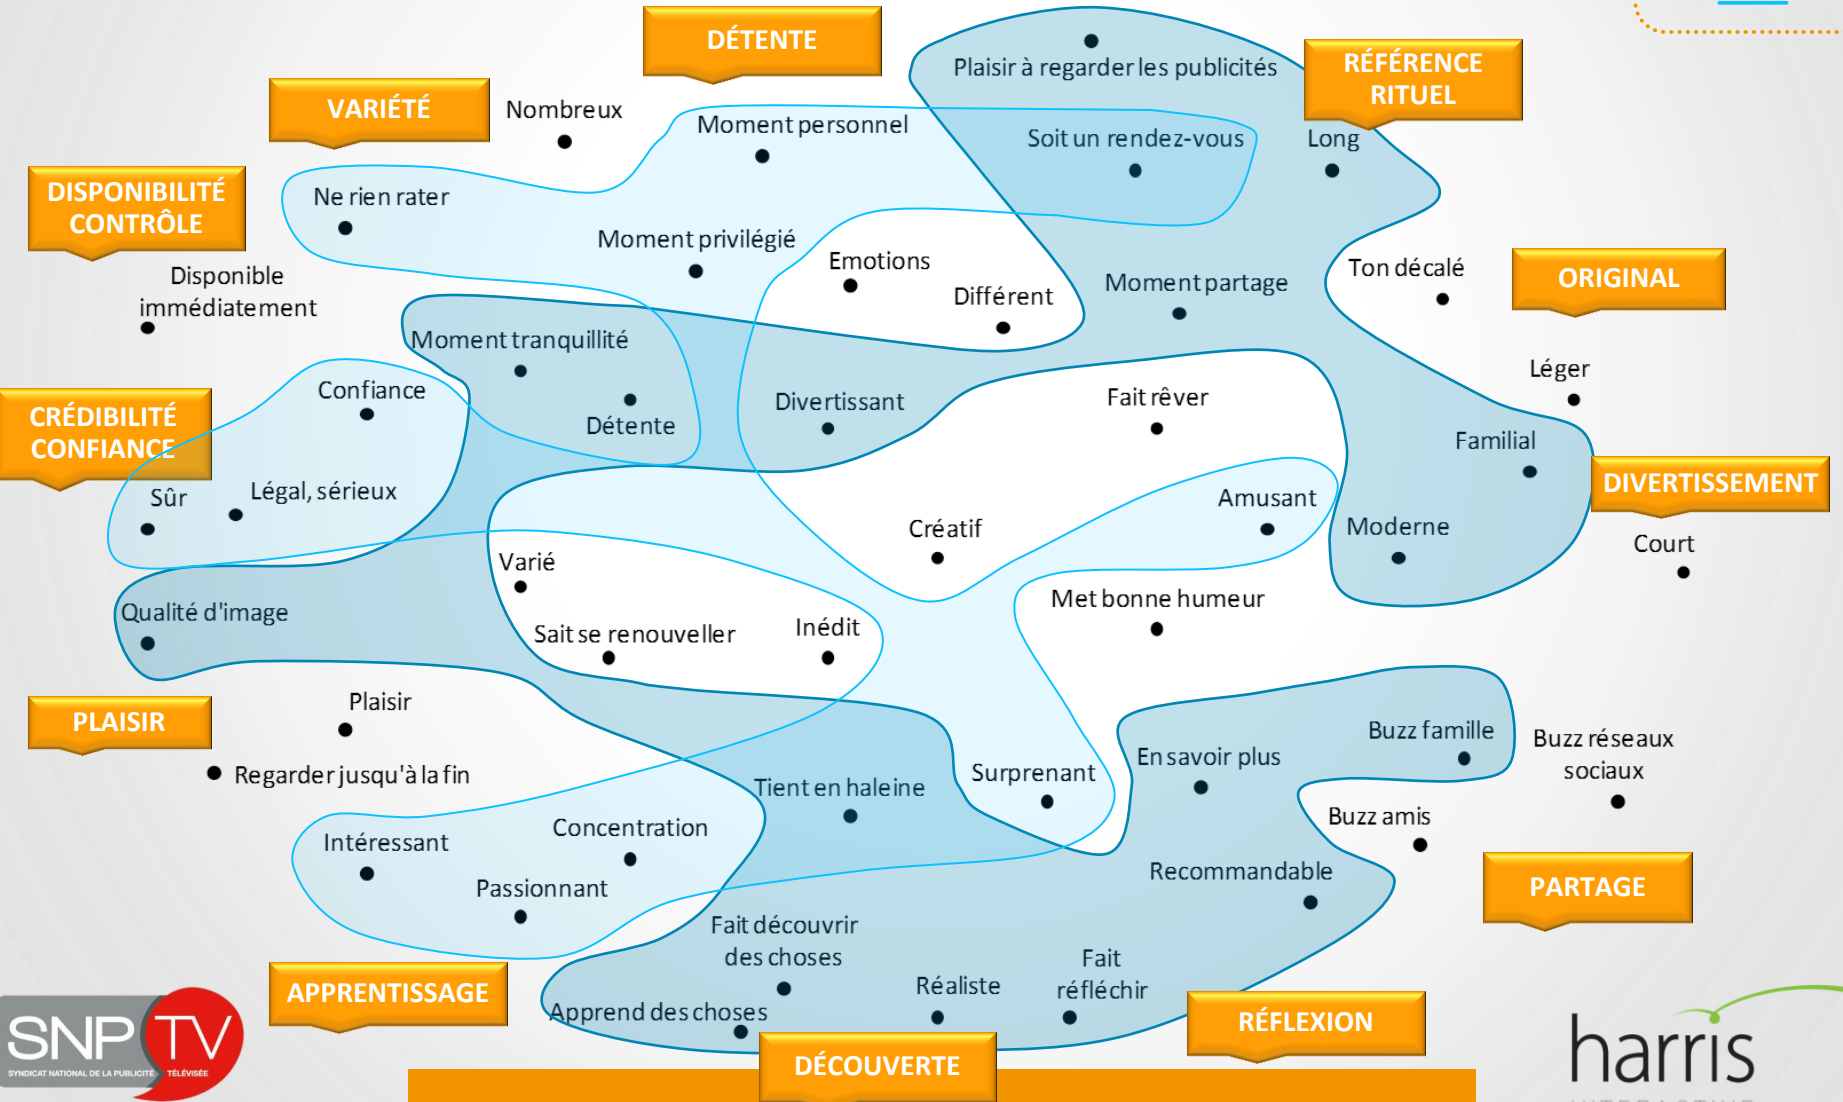 DÉTENTE
Plaisir à regarder les publicités
RÉFÉRENCE
RITUEL
VARIÉTÉ
Nombreux
Moment personnel
Soit un rendez-vous
Long
DISPONIBILITÉ
CONTRÔLE
Ne rien rater
Moment privilégié
Emotions
Différent
Moment partage
Ton décalé
ORIGINAL
Disponible
immédiatement
Moment tranquillité
Léger
Confiance
Détente
Divertissant
Fait rêver
CRÉDIBILITÉ
CONFIANCE
Familial
DIVERTISSEMENT
Sûr
Légal, sérieux
Amusant
Créatif
Moderne
Court
Varié
Met bonne humeur
Qualité d'image
Sait se renouveller
Inédit
Plaisir
PLAISIR
Regarder jusqu'à la fin
Buzz famille
Buzz réseaux
sociaux
En savoir plus
Surprenant
Tient en haleine
Buzz amis
Intéressant
Concentration
Passionnant
Recommandable
PARTAGE
Fait découvrir
des choses
Fait
réfléchir
Réaliste
Apprend des choses
APPRENTISSAGE
RÉFLEXION
DÉCOUVERTE
SNP TV
SYNDICAT NATIONAL DE LA PUBLICITÉ TÉLÉVISÉE
harris
INTERACTIVE